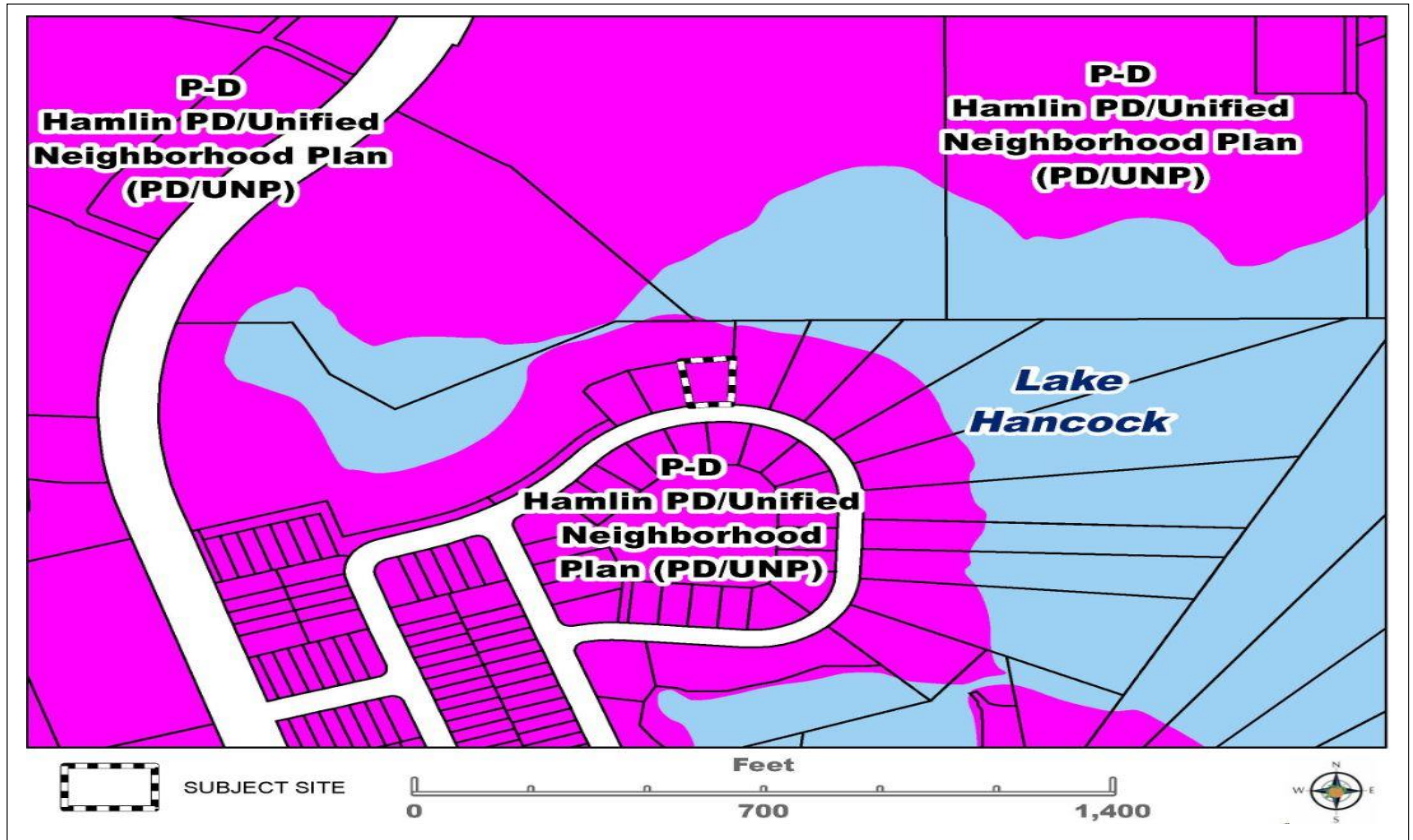 P-D
Hamlin PD/Unified
Neighborhood Plan
(PD/UNP)
P-D
Hamlin PD/Unified
Neighborhood Plan
(PD/UNP)
Lake
Hancock
P-D
Hamlin PD/Unified
Neighborhood
Plan (PD/UNP)
SUBJECT SITE
Feet
0
700
1,400
N
W
E
S